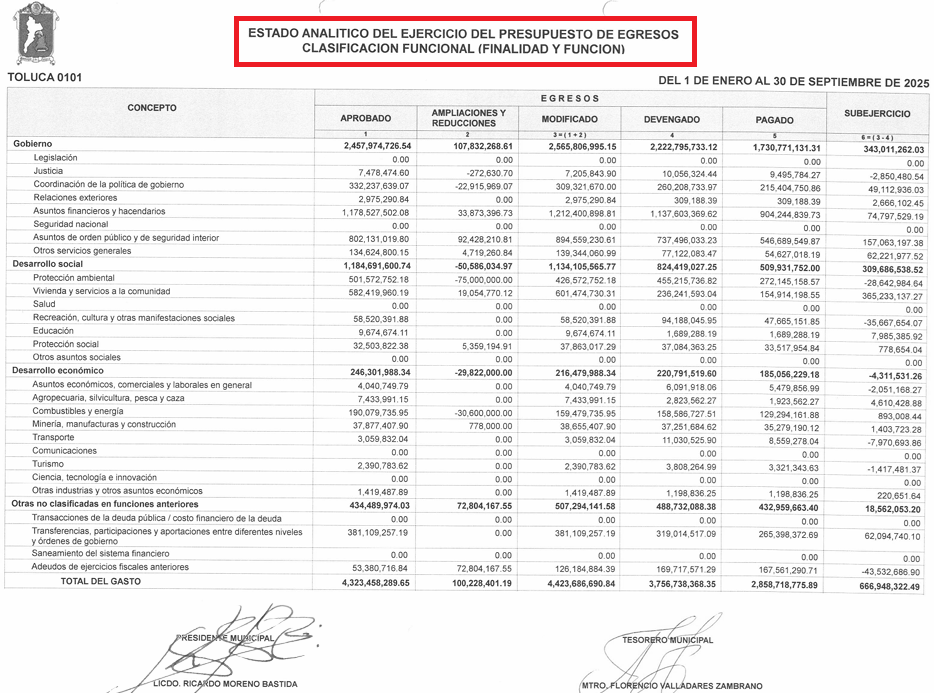 ESTADO ANALITICO DEL EJERCICIO DEL PRESUPUESTO DE EGRESOS
CLASIFICACION FUNCIONAL (FINALIDAD Y FUNCION)
TOLUCA 0101
DEL 1 DE ENERO AL 30 DE SEPTIEMBRE DE 2025
CONCEPTO
E G R E S O S
SUBEJERCICIO
APROBADO AMPLIACIONES Y REDUCCIONES MODIFICADO DEVENGADO PAGADO
1 2 3 = ( 1 + 2 ) 4 5 6 = ( 3 - 4 )
Gobierno 2,457,974,726.54 107,832,268.61 2,565,806,995.15 2,222,795,733.12 1,730,771,131.31 343,011,262.03
Legislación 0.00 0.00 0.00 0.00 0.00 0.00
Justicia 7,478,474.60 -272,630.70 7,205,843.90 10,056,324.44 9,495,784.27 -2,850,480.54
Coordinación de la política de gobierno 332,237,639.07 -22,915,969.07 309,321,670.00 260,208,733.97 215,404,750.86 49,112,936.03
Relaciones exteriores 2,975,290.84 0.00 2,975,290.84 309,188.39 309,188.39 2,666,102.45
Asuntos financieros y hacendarios 1,178,527,502.08 33,873,396.73 1,212,400,898.81 1,137,603,369.62 904,244,839.73 74,797,529.19
Seguridad nacional 0.00 0.00 0.00 0.00 0.00 0.00
Asuntos de orden público y de seguridad interior 802,131,019.80 92,428,210.81 894,559,230.61 737,496,033.23 546,689,549.87 157,063,197.38
Otros servicios generales 134,624,800.15 4,719,260.84 139,344,060.99 77,122,083.47 54,627,018.19 62,221,977.52
Desarrollo social 1,184,691,600.74 -50,586,034.97 1,134,105,565.77 824,419,027.25 509,931,752.00 309,686,538.52
Protección ambiental 501,572,752.18 -75,000,000.00 426,572,752.18 455,215,736.82 272,145,158.57 -28,642,984.64
Vivienda y servicios a la comunidad 582,419,960.19 19,054,770.12 601,474,730.31 236,241,593.04 154,914,198.55 365,233,137.27
Salud 0.00 0.00 0.00 0.00 0.00 0.00
Recreación, cultura y otras manifestaciones sociales 58,520,391.88 0.00 58,520,391.88 94,188,045.95 47,665,151.85 -35,667,654.07
Educación 9,674,674.11 0.00 9,674,674.11 1,689,288.19 1,689,288.19 7,985,385.92
Protección social 32,503,822.38 5,359,194.91 37,863,017.29 37,084,363.25 33,517,954.84 778,654.04
Otros asuntos sociales 0.00 0.00 0.00 0.00 0.00 0.00
Desarrollo económico 246,301,988.34 -29,822,000.00 216,479,988.34 220,791,519.60 185,056,229.18 -4,311,531.26
Asuntos económicos, comerciales y laborales en general 4,040,749.79 0.00 4,040,749.79 6,091,918.06 5,479,856.99 -2,051,168.27
Agropecuaria, silvicultura, pesca y caza 7,433,991.15 0.00 7,433,991.15 2,823,562.27 1,923,562.27 4,610,428.88
Combustibles y energía 190,079,735.95 -30,600,000.00 159,479,735.95 158,586,727.51 129,294,161.88 893,008.44
Minería, manufacturas y construcción 37,877,407.90 778,000.00 38,655,407.90 37,251,684.62 35,279,190.12 1,403,723.28
Transporte 3,059,832.04 0.00 3,059,832.04 11,030,525.90 8,559,278.04 -7,970,693.86
Comunicaciones 0.00 0.00 0.00 0.00 0.00 0.00
Turismo 2,390,783.62 0.00 2,390,783.62 3,808,264.99 3,321,343.63 -1,417,481.37
Ciencia, tecnología e innovación 0.00 0.00 0.00 0.00 0.00 0.00
Otras industrias y otros asuntos económicos 1,419,487.89 0.00 1,419,487.89 1,198,836.25 1,198,836.25 220,651.64
Otras no clasificadas en funciones anteriores 434,489,974.03 72,804,167.55 507,294,141.58 488,732,088.38 432,959,663.40 18,562,053.20
Transacciones de la deuda pública / costo financiero de la deuda 0.00 0.00 0.00 0.00 0.00 0.00
Transferencias, participaciones y aportaciones entre diferentes niveles
y órdenes de gobierno 381,109,257.19 0.00 381,109,257.19 319,014,517.09 265,398,372.69 62,094,740.10
Saneamiento del sistema financiero 0.00 0.00 0.00 0.00 0.00 0.00
Adeudos de ejercicios fiscales anteriores 53,380,716.84 72,804,167.55 126,184,884.39 169,717,571.29 167,561,290.71 -43,532,686.90
TOTAL DEL GASTO 4,323,458,289.65 100,228,401.19 4,423,686,690.84 3,756,738,368.35 2,858,718,775.89 666,948,322.49
PRESIDENTE MUNICIPAL
TESORERO MUNICIPAL
LICDO. RICARDO MORENO BASTIDA
MTRO. FLORENCIO VALLADARES ZAMBRANO